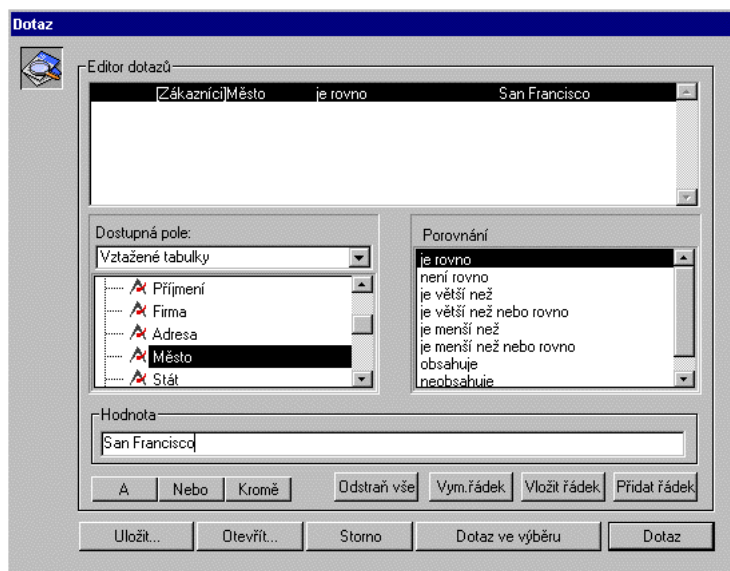 Dotaz
Editor dotazů
[Zákazníci]Město je rovno San Francisco
Dostupná pole:
Vztažené tabulky
Příjmení
Firma
Adresa
Město
Stát
Porovnání
je rovno
není rovno
je větší než
je větší než nebo rovno
je menší než
je menší než nebo rovno
obsahuje
neobsahuje
Hodnota
San Francisco
A Nebo Kromě Odstraň vše Vym.řádek Vložit řádek Přidat řádek
Uložit... Otevřít... Storno Dotaz ve výběru Dotaz